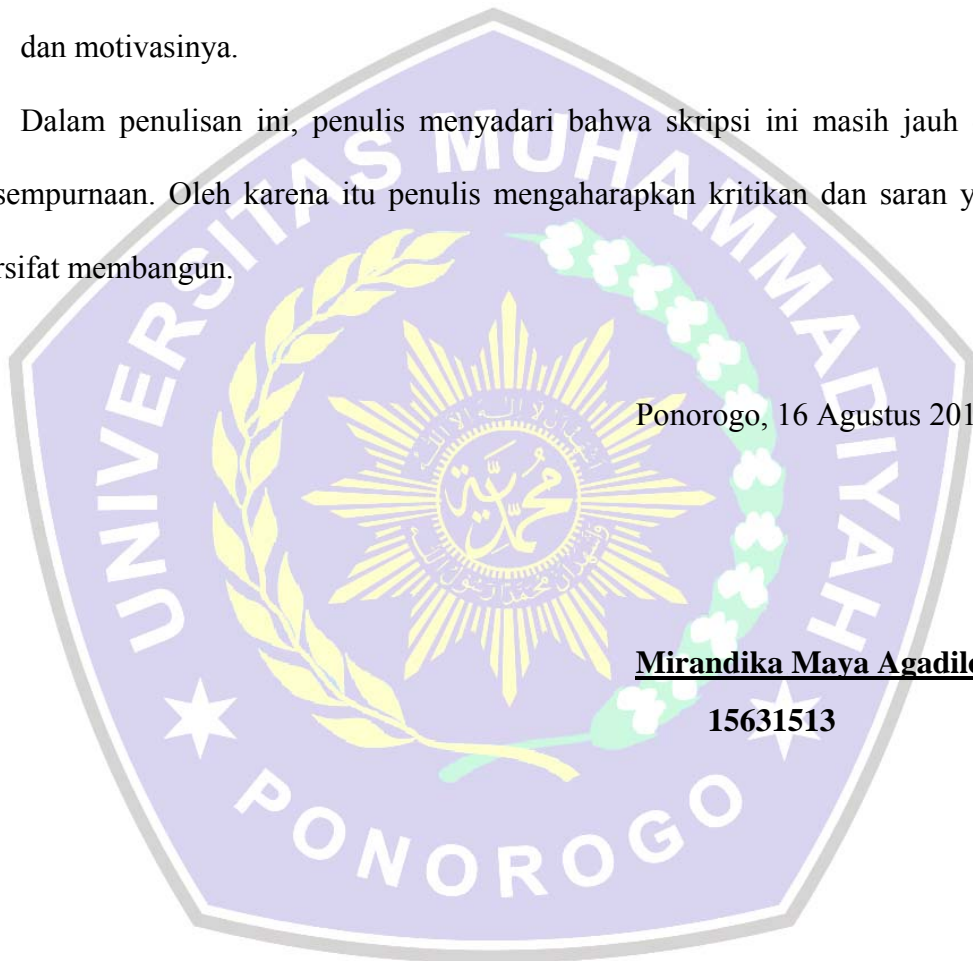 dan motivasinya.
Dalam penulisan ini, penulis menyadari bahwa skripsi ini masih jauh
sempurnaan. Oleh karena itu penulis mengaharapkan kritikan dan saran y
rsifat membangun.
Ponorogo, 16 Agustus 201
Mirandika Maya Agadil
15631513
UNIVERSITAS MUHAMMADIYAH
PONOROGO
محمدية